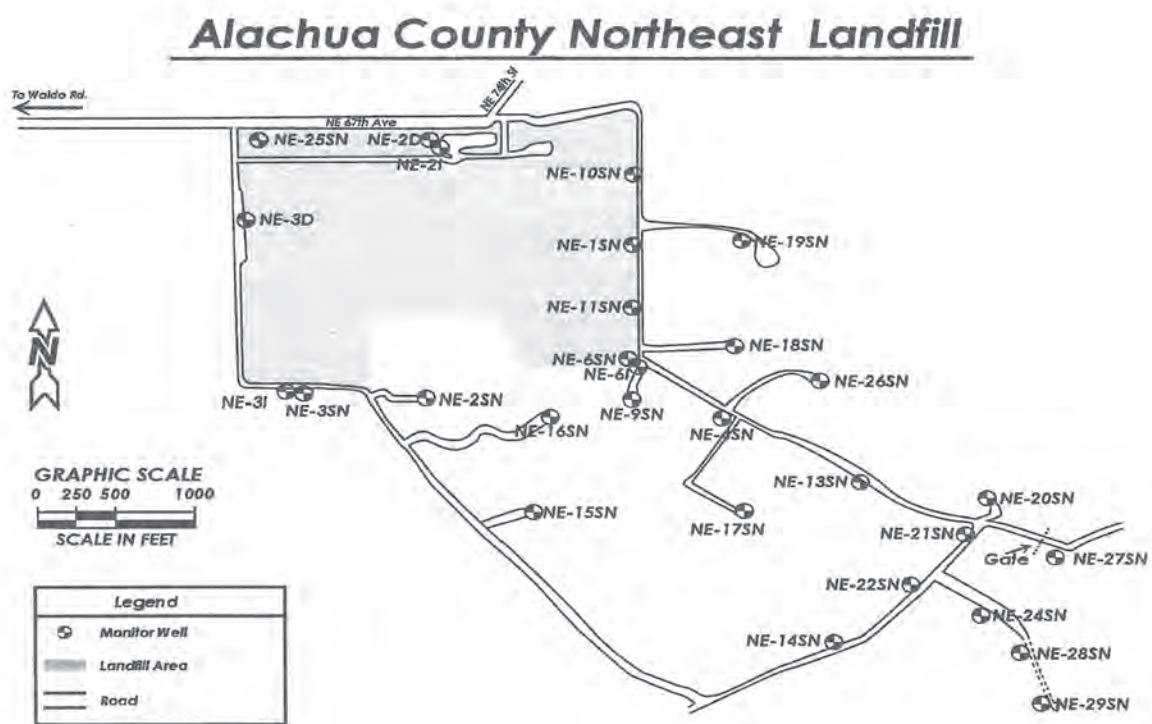 Alachua County Northeast Landfill
To Waldo Rd.
NE 74th St
NE 67th Ave
NE-25SN
NE-2D
NE-2I
NE-10SN
NE-3D
NE-1SN
NE-19SN
NE-11SN
N
NE-6SN
NE-18SN
NE-6I
NE-26SN
NE-3I
NE-3SN
NE-2SN
NE-9SN
NE-16SN
NE-4SN
GRAPHIC SCALE
0 250 500 1000
SCALE IN FEET
NE-13SN
NE-20SN
NE-15SN
NE-17SN
NE-21SN
Gate
NE-27SN
NE-22SN
NE-24SN
NE-14SN
NE-28SN
NE-29SN
Legend
Monitor Well
Landfill Area
Road